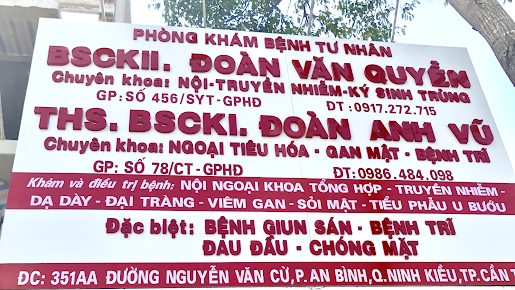 PHÒNG KHÁM BỆNH TƯ NHÂN
BSCKII. ĐOÀN VĂN QUYỀN
Chuyên khoa: NỘI-TRUYỀN NHIỄM-KÝ SINH TRÙNG
GP: SỐ 456/SYT-GPHĐ ĐT: 0917.272.715
THS. BSCKI. ĐOÀN ANH VŨ
Chuyên khoa: NGOẠI TIÊU HÓA - GAN MẬT - BỆNH TRĨ
GP: SỐ 78/CT-GPHĐ ĐT: 0986.484.098
Khám và điều trị bệnh: NỘI NGOẠI KHOA TỔNG HỢP - TRUYỀN NHIỄM-
DẠ DÀY - ĐẠI TRÀNG - VIÊM GAN - SỎI MẬT - TIỂU PHẪU U BƯỚU
Đặc biệt: BỆNH GIUN SÁN - BỆNH TRĨ
ĐAU ĐẦU - CHÓNG MẶT
ĐC: 351AA ĐƯỜNG NGUYỄN VĂN CỪ, P.AN BÌNH, Q.NINH KIỀU, TP.CẦN T